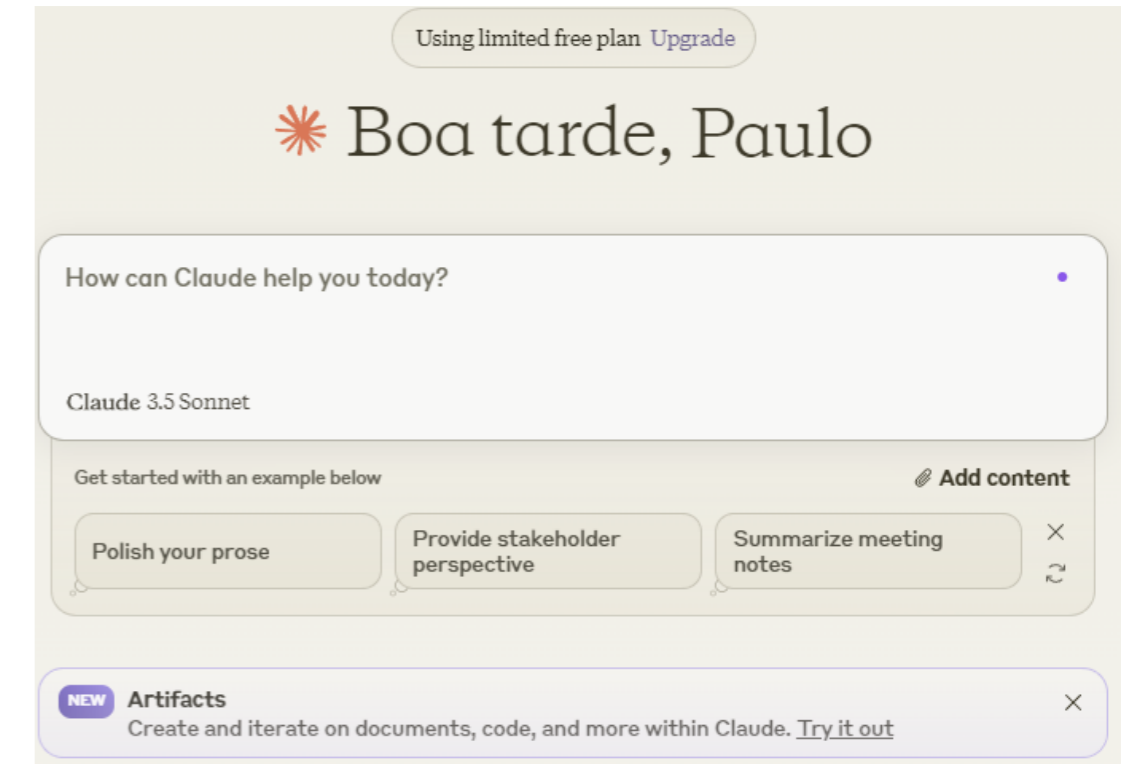 Using limited free plan Upgrade
Boa tarde, Paulo
How can Claude help you today?
Claude 3.5 Sonnet
Get started with an example below
Add content
Polish your prose
Provide stakeholder
perspective
Summarize meeting
notes
NEW Artifacts
Create and iterate on documents, code, and more within Claude. Try it out